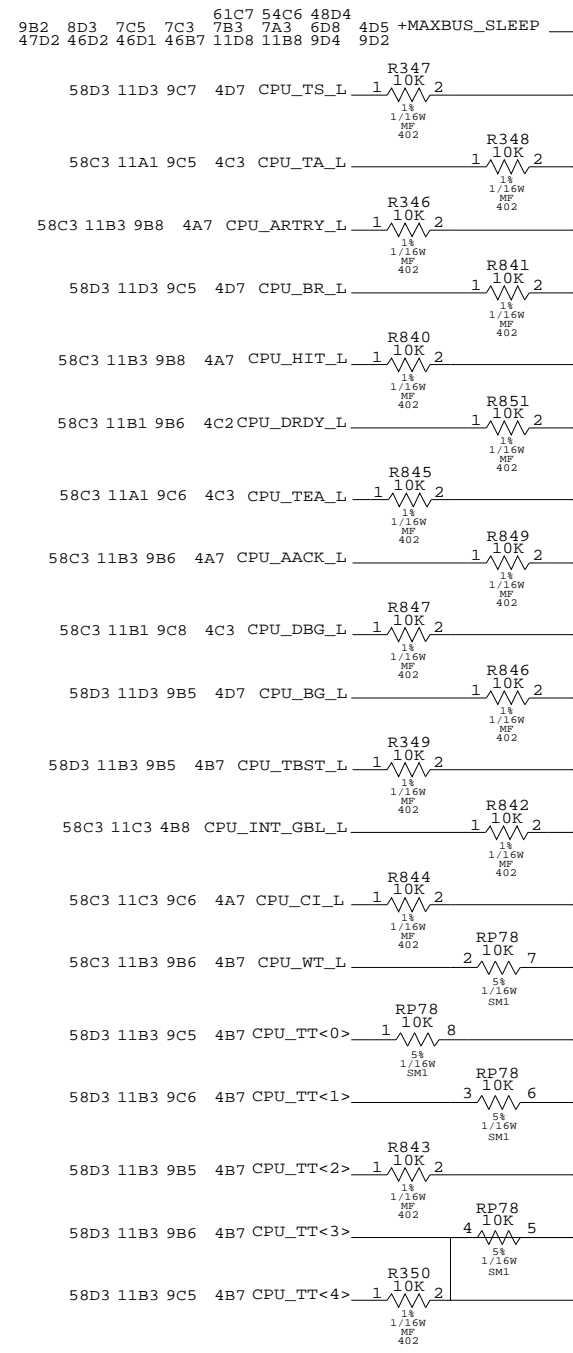 61C7 54C6 48D4
9B2 8D3 7C5 7C3 7B3 7A3 6D8 4D5 +MAXBUS_SLEEP
47D2 46D2 46D1 46B7 11D8 11B8 9D4 9D2
R347
58D3 11D3 9C7 4D7 CPU_TS_L 1 10K 2
1%
1/16W
MF
402
R348
58C3 11A1 9C5 4C3 CPU_TA_L 1 10K 2
1%
1/16W
MF
402
R346
58C3 11B3 9B8 4A7 CPU_ARTRY_L 1 10K 2
1%
1/16W
MF
402
R841
58D3 11D3 9C5 4D7 CPU_BR_L 1 10K 2
1%
1/16W
MF
402
R840
58C3 11B3 9B8 4A7 CPU_HIT_L 1 10K 2
1%
1/16W
MF
402
R851
58C3 11B1 9B6 4C2 CPU_DRDY_L 1 10K 2
1%
1/16W
MF
402
R845
58C3 11A1 9C6 4C3 CPU_TEA_L 1 10K 2
1%
1/16W
MF
402
R849
58C3 11B3 9B6 4A7 CPU_AACK_L 1 10K 2
1%
1/16W
MF
402
R847
58C3 11B1 9C8 4C3 CPU_DBG_L 1 10K 2
1%
1/16W
MF
402
R846
58D3 11D3 9B5 4D7 CPU_BG_L 1 10K 2
1%
1/16W
MF
402
R349
58D3 11B3 9B5 4B7 CPU_TBST_L 1 10K 2
1%
1/16W
MF
402
R842
58C3 11C3 4B8 CPU_INT_GBL_L 1 10K 2
1%
1/16W
MF
402
R844
58C3 11C3 9C6 4A7 CPU_CI_L 1 10K 2
1%
1/16W
MF
402
RP78
58C3 11B3 9B6 4B7 CPU_WT_L 2 10K 7
5%
1/16W
SM1
RP78
58D3 11B3 9C5 4B7 CPU_TT<0> 1 10K 8
5%
1/16W
SM1
RP78
58D3 11B3 9C6 4B7 CPU_TT<1> 3 10K 6
5%
1/16W
SM1
R843
58D3 11B3 9B5 4B7 CPU_TT<2> 1 10K 2
1%
1/16W
MF
402
RP78
58D3 11B3 9B6 4B7 CPU_TT<3> 4 10K 5
5%
1/16W
SM1
R350
58D3 11B3 9C5 4B7 CPU_TT<4> 1 10K 2
1%
1/16W
MF
402